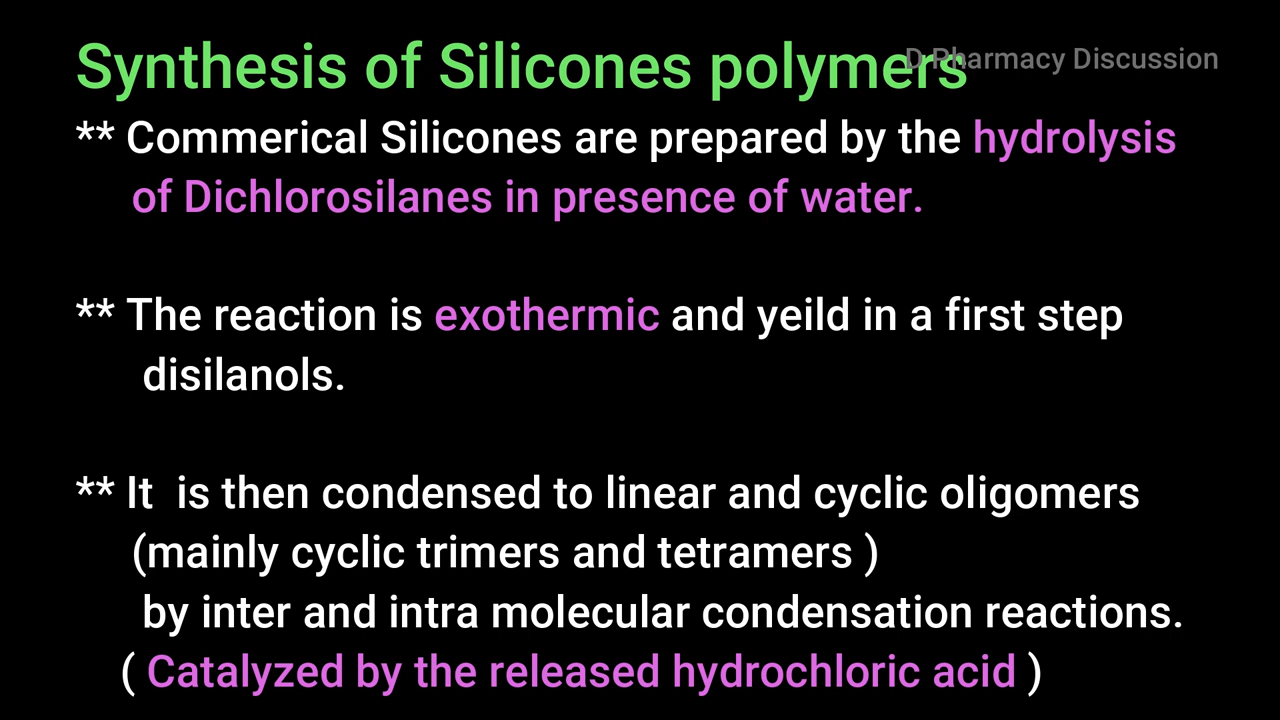 Synthesis of Silicones polymers
D Pharmacy Discussion
** Commerical Silicones are prepared by the hydrolysis
of Dichlorosilanes in presence of water.
** The reaction is exothermic and yeild in a first step
disilanols.
** It is then condensed to linear and cyclic oligomers
(mainly cyclic trimers and tetramers )
by inter and intra molecular condensation reactions.
( Catalyzed by the released hydrochloric acid )